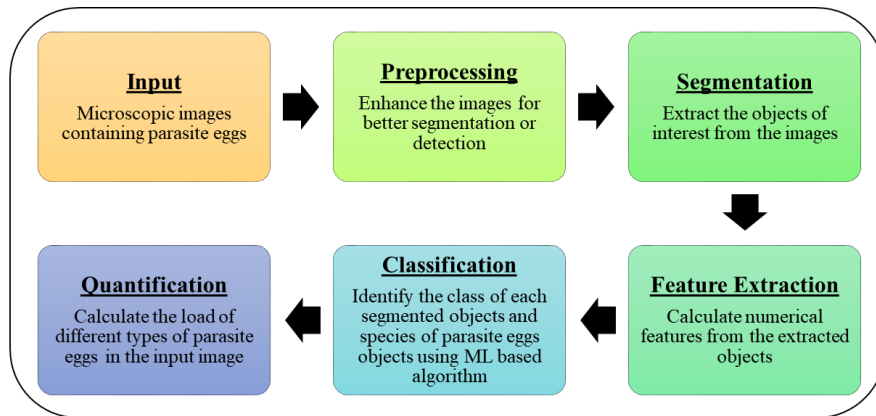 Input
Microscopic images
containing parasite eggs
Preprocessing
Enhance the images for
better segmentation or
detection
Segmentation
Extract the objects of
interest from the images
Feature Extraction
Calculate numerical
features from the extracted
objects
Classification
Identify the class of each
segmented objects and
species of parasite eggs
objects using ML based
algorithm
Quantification
Calculate the load of
different types of parasite
eggs in the input image